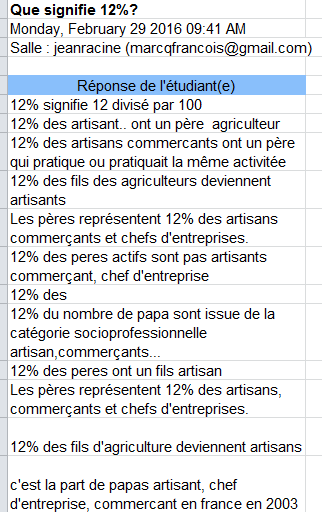 Que signifie 12%?
Monday, February 29 2016 09:41 AM
Salle : jeanracine (marcqfrancois@gmail.com)
Réponse de l'étudiant(e)
12% signifie 12 divisé par 100
12% des artisant.. ont un père  agriculteur
12% des artisans commercants ont un père
qui pratique ou pratiquait la même activitée
12% des fils des agriculteurs deviennent
artisants
Les pères représentent 12% des artisans
commerçants et chefs d'entreprises.
12% des peres actifs sont pas artisants
commerçant, chef d'entreprise
12% des
12% du nombre de papa sont issue de la
catégorie socioprofessionnelle
artisan,commerçants...
12% des peres ont un fils artisan
Les pères représentent 12% des artisans,
commerçants et chefs d'entreprises.
12% des fils d'agriculture deviennent artisans
c'est la part de papas artisant, chef
d'entreprise, commercant en france en 2003